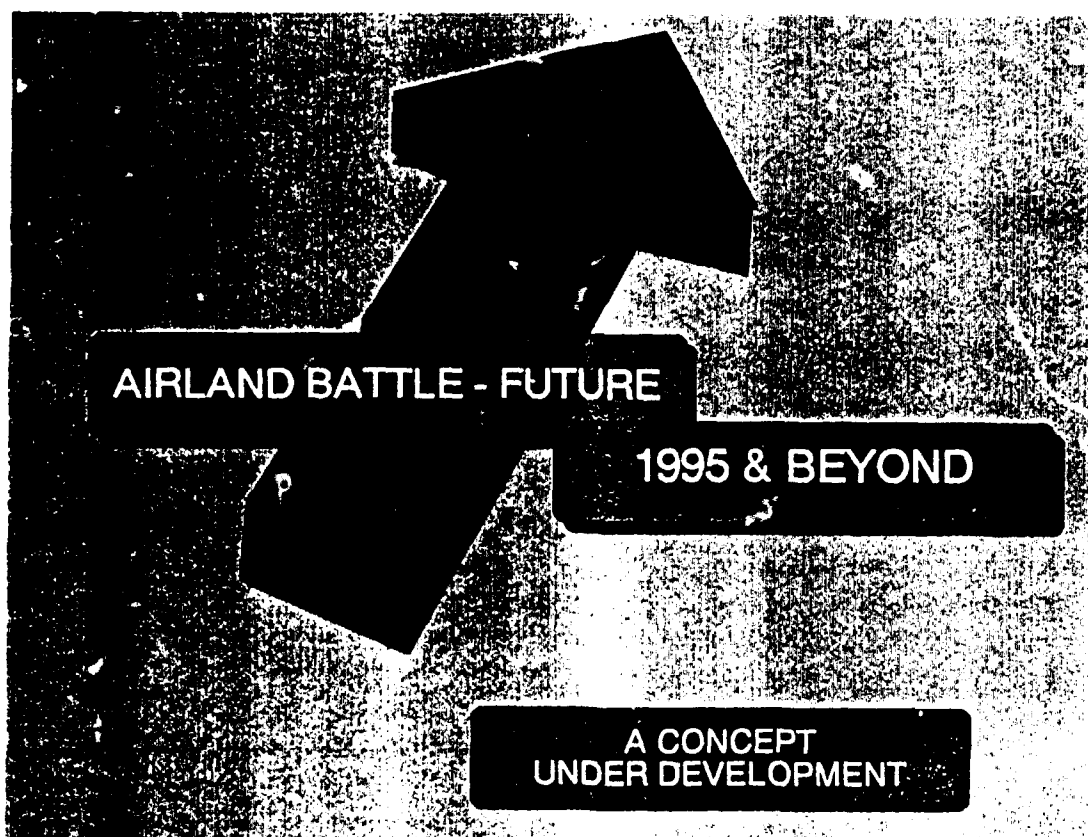 AIRLAND BATTLE - FUTURE
1995 & BEYOND
A CONCEPT
UNDER DEVELOPMENT